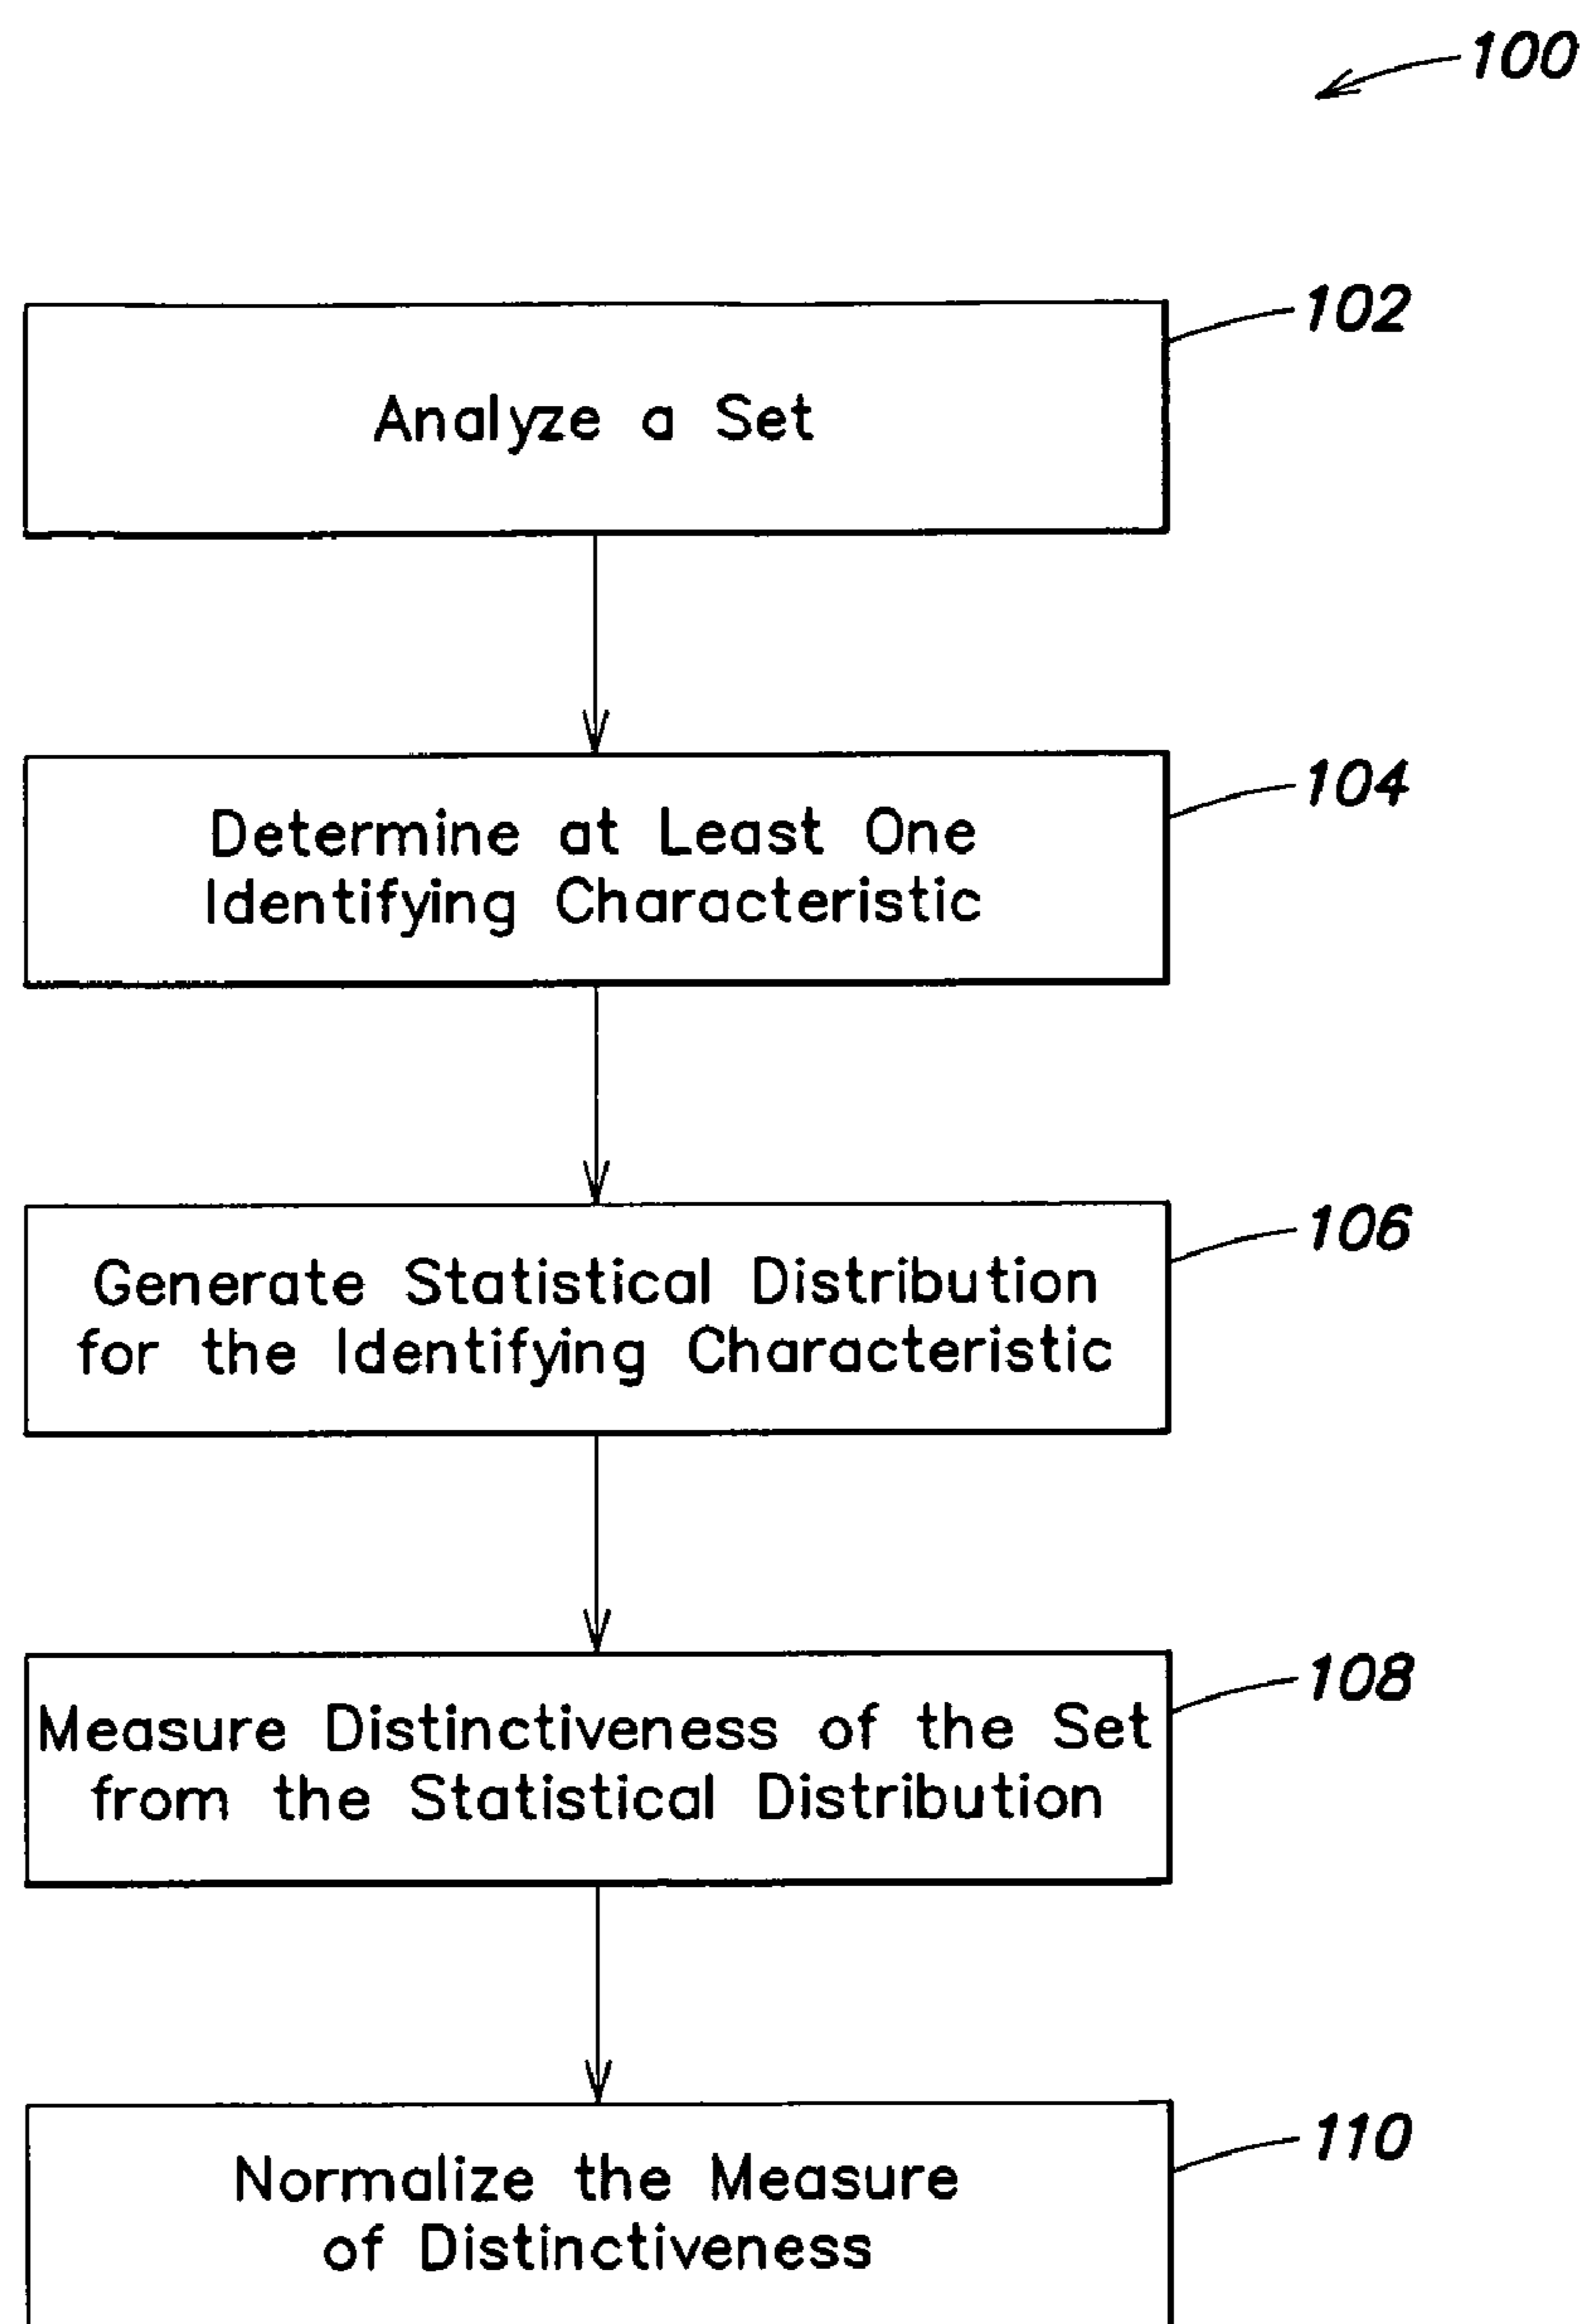 100
102
Analyze a Set
104
Determine at Least One
Identifying Characteristic
106
Generate Statistical Distribution
for the Identifying Characteristic
108
Measure Distinctiveness of the Set
from the Statistical Distribution
110
Normalize the Measure
of Distinctiveness